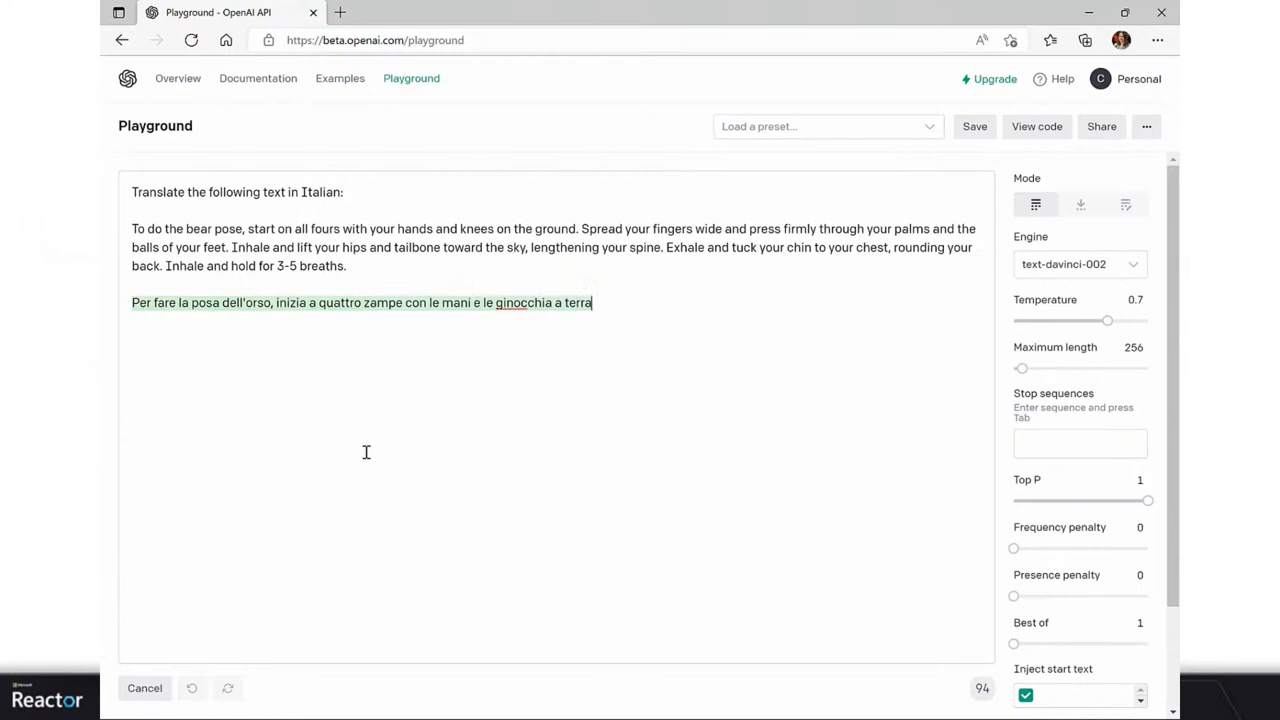 Playground - OpenAI API
https://beta.openai.com/playground
Overview Documentation Examples Playground Upgrade Help C Personal
Playground Load a preset... Save View code Share
Translate the following text in Italian:
To do the bear pose, start on all fours with your hands and knees on the ground. Spread your fingers wide and press firmly through your palms and the
balls of your feet. Inhale and lift your hips and tailbone toward the sky, lengthening your spine. Exhale and tuck your chin to your chest, rounding your
back. Inhale and hold for 3-5 breaths.
Per fare la posa dell'orso, inizia a quattro zampe con le mani e le ginocchia a terra
Mode
Engine
text-davinci-002
Temperature 0.7
Maximum length 256
Stop sequences
Enter sequence and press
Tab
Top P 1
Frequency penalty 0
Presence penalty 0
Best of 1
Inject start text
Cancel 94
Microsoft
Reactor